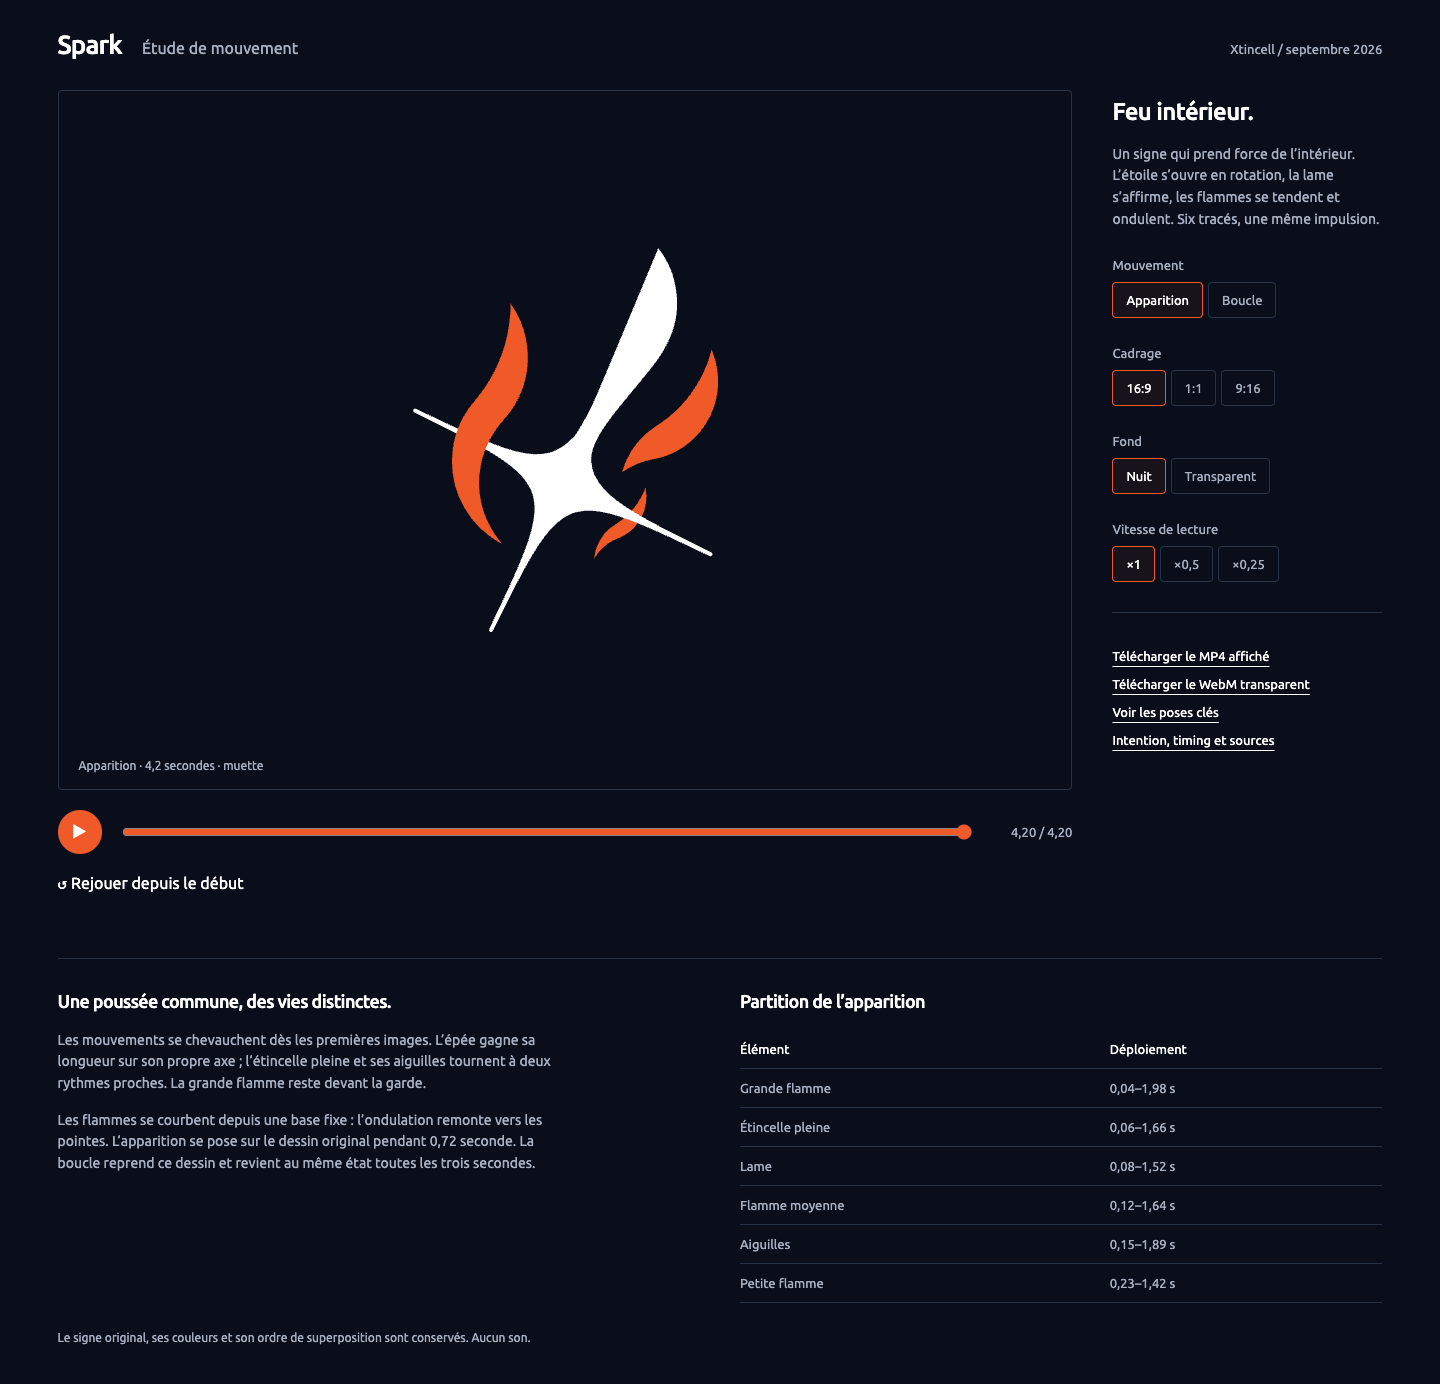 Spark Étude de mouvement
Xtincell / septembre 2026
Feu intérieur.
Un signe qui prend force de l’intérieur.
L’étoile s’ouvre en rotation, la lame
s’affirme, les flammes se tendent et
ondulent. Six tracés, une même impulsion.
Mouvement
Apparition Boucle
Cadrage
16:9 1:1 9:16
Fond
Nuit Transparent
Vitesse de lecture
×1 ×0,5 ×0,25
Télécharger le MP4 affiché
Télécharger le WebM transparent
Voir les poses clés
Intention, timing et sources
Apparition · 4,2 secondes · muette
4,20 / 4,20
↺ Rejouer depuis le début
Une poussée commune, des vies distinctes.
Les mouvements se chevauchent dès les premières images. L’épée gagne sa
longueur sur son propre axe ; l’étincelle pleine et ses aiguilles tournent à deux
rythmes proches. La grande flamme reste devant la garde.
Les flammes se courbent depuis une base fixe : l’ondulation remonte vers les
pointes. L’apparition se pose sur le dessin original pendant 0,72 seconde. La
boucle reprend ce dessin et revient au même état toutes les trois secondes.
Partition de l’apparition
Élément Déploiement
Grande flamme 0,04–1,98 s
Étincelle pleine 0,06–1,66 s
Lame 0,08–1,52 s
Flamme moyenne 0,12–1,64 s
Aiguilles 0,15–1,89 s
Petite flamme 0,23–1,42 s
Le signe original, ses couleurs et son ordre de superposition sont conservés. Aucun son.